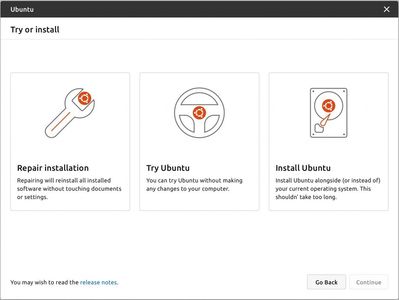 Ubuntu
Try or install
Repair installation
Repairing will reinstall all installed
software without touching documents
or settings.
Try Ubuntu
You can try Ubuntu without making
any changes to your computer.
Install Ubuntu
Install Ubuntu alongside (or instead of)
your current operating system. This
shouldn' take too long.
You may wish to read the release notes.
Go Back
Continue